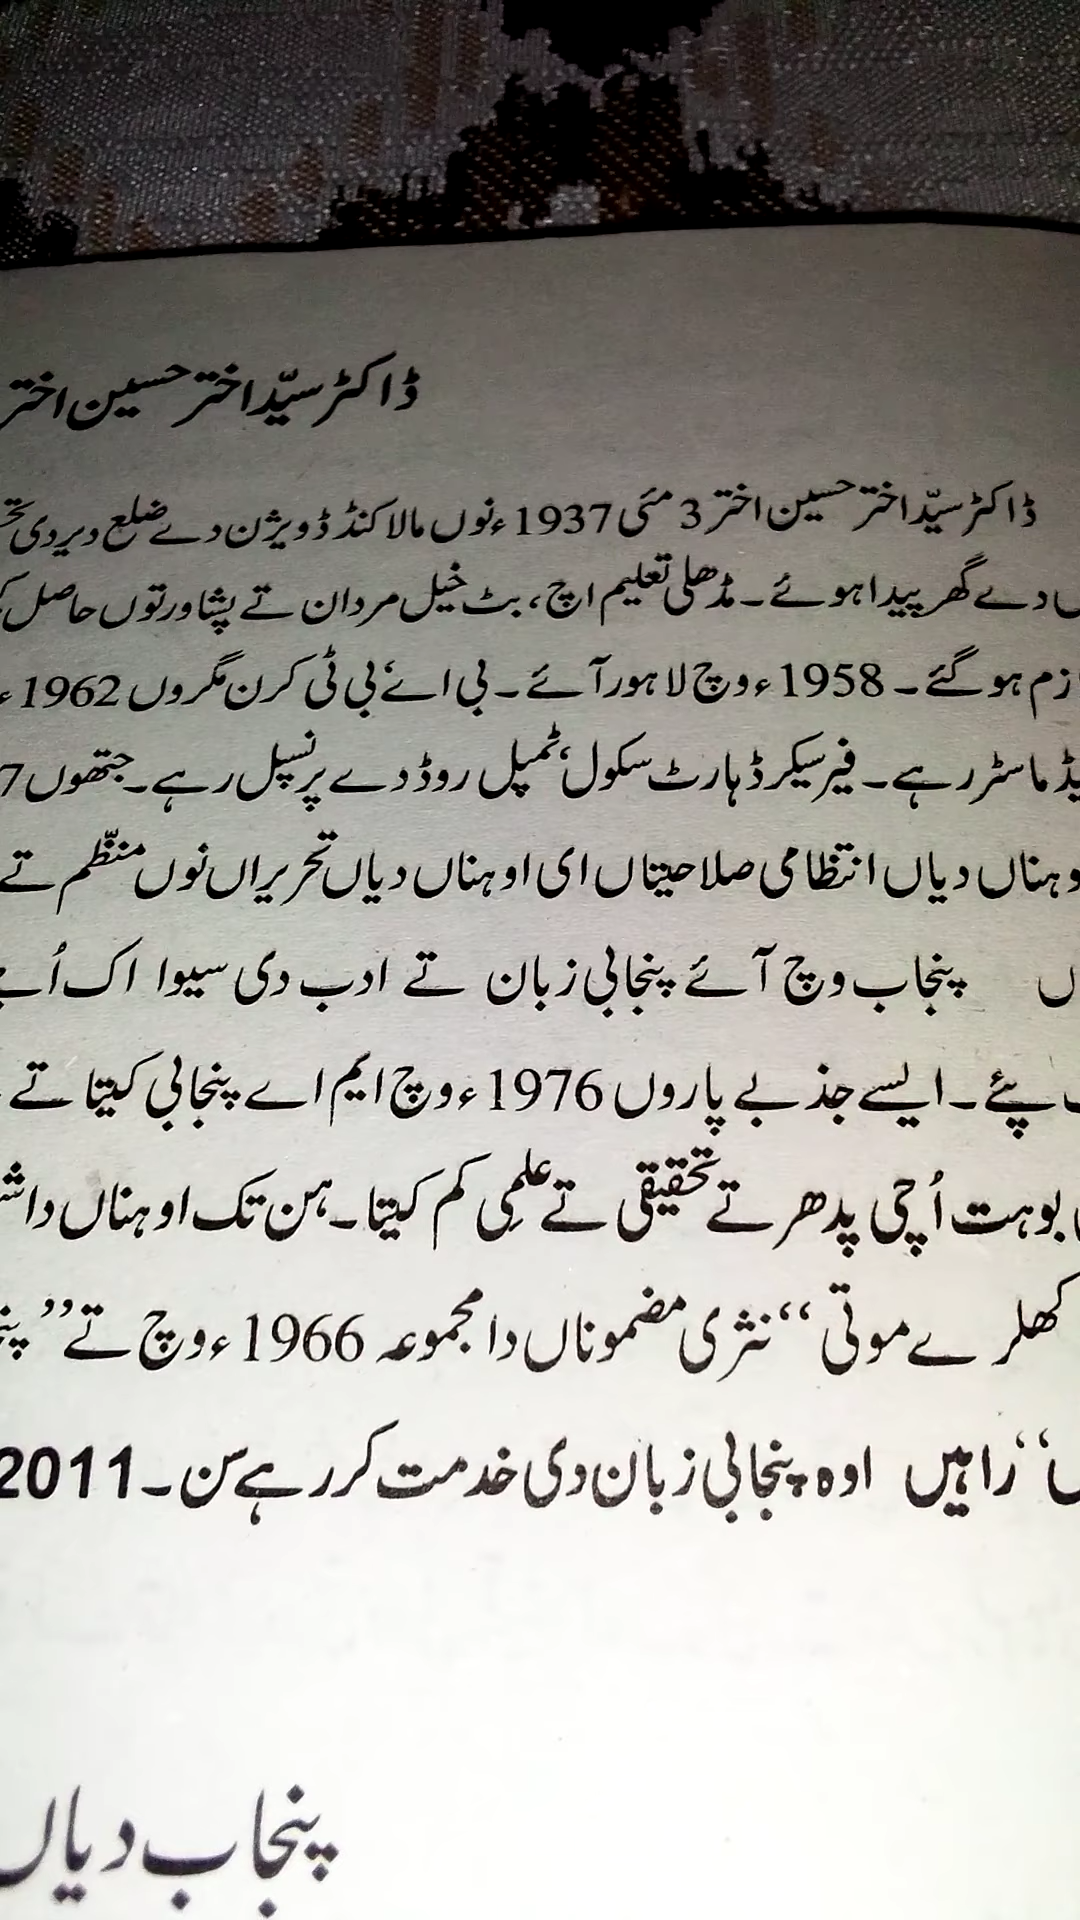 ڈاکٹر سیّد اختر حسین اختر
ڈاکٹر سیّد اختر حسین اختر 3 مئی 1937ء نوں مالاکنڈ ڈویژن دے ضلع دیر دی
دے گھر پیدا ہوئے۔ مڈھلی تعلیم اچ، بٹ خیل مردان تے پشاور توں حاصل
ہو گئے۔ 1958ء وچ لاہور آئے۔ بی اے بی ٹی کرن مگروں 1962ء
ماسٹر رہے۔ فیر سیکرڈ ہارٹ سکول، ٹمپل روڈ دے پرنسپل رہے۔ جتھوں
دیاں انتظامی صلاحیتاں ای اوہناں دیاں تحریراں نوں منظّم تے
پنجاب وچ آئے پنجابی زبان تے ادب دی سیوا اک
پئے۔ ایسے جذبے پاروں 1976ء وچ ایم اے پنجابی کیتا تے
بوہت اُچی پدھر تے تحقیقی تے علمی کم کیتا۔ ہن تک اوہناں دا
کھلرے موتی“ نثری مضموناں دا مجموعہ 1966ء وچ تے ”
“راہیں اوہ پنجابی زبان دی خدمت کر رہے سن۔ 2011
پنجاب دیاں